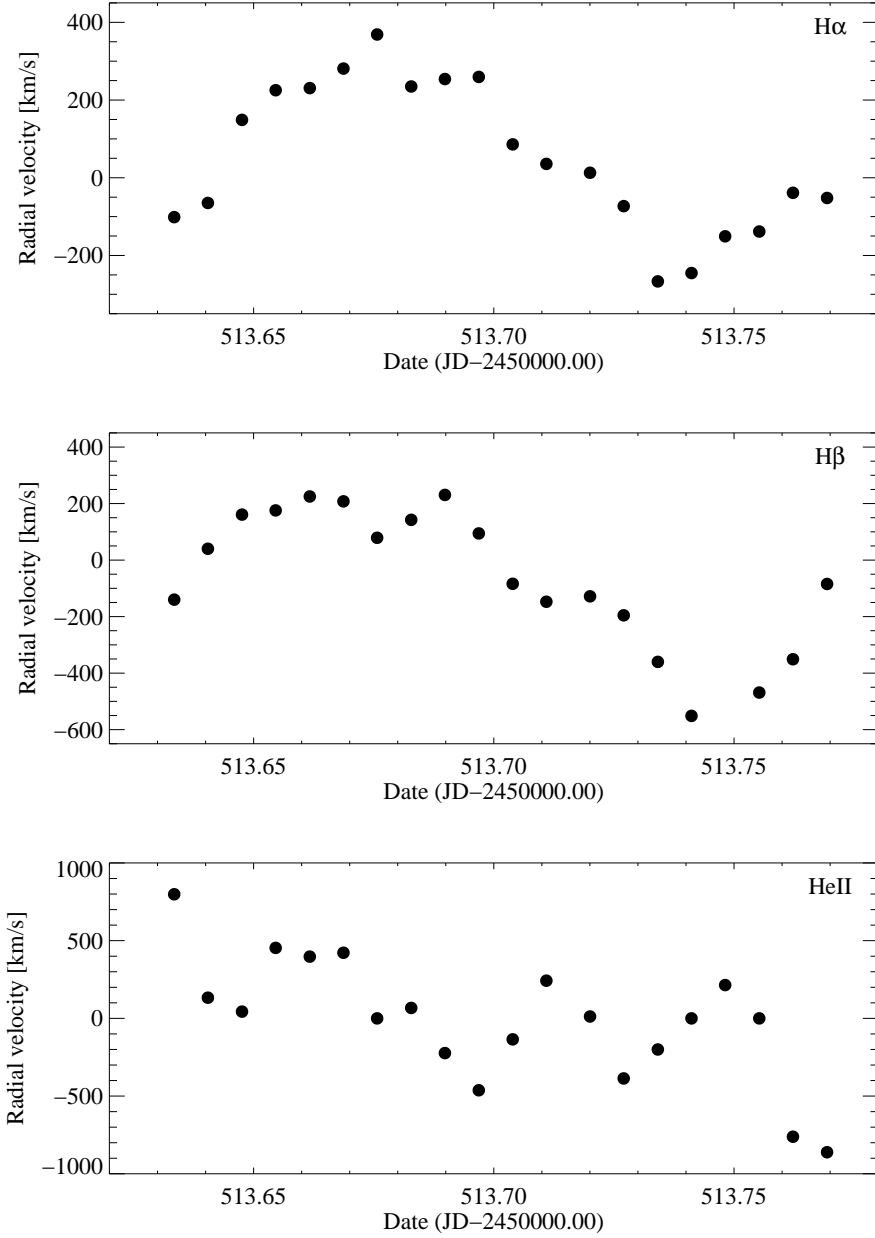 Hα
400
200
0
−200
Radial velocity [km/s]
513.65 513.70 513.75
Date (JD−2450000.00)
Hβ
400
200
0
−200
−400
−600
Radial velocity [km/s]
513.65 513.70 513.75
Date (JD−2450000.00)
HeII
1000
500
0
−500
−1000
Radial velocity [km/s]
513.65 513.70 513.75
Date (JD−2450000.00)